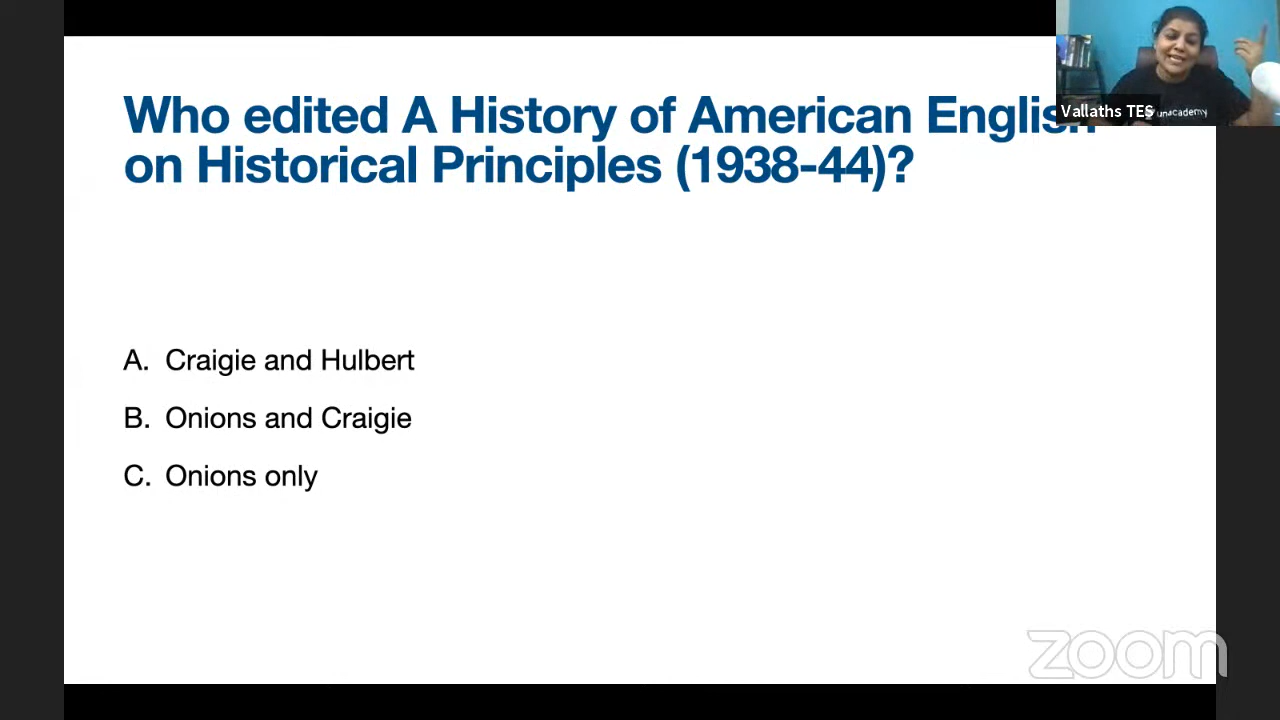 Who edited A History of American English
on Historical Principles (1938-44)?
A. Craigie and Hulbert
B. Onions and Craigie
C. Onions only
Vallaths TES
unacademy
zoom